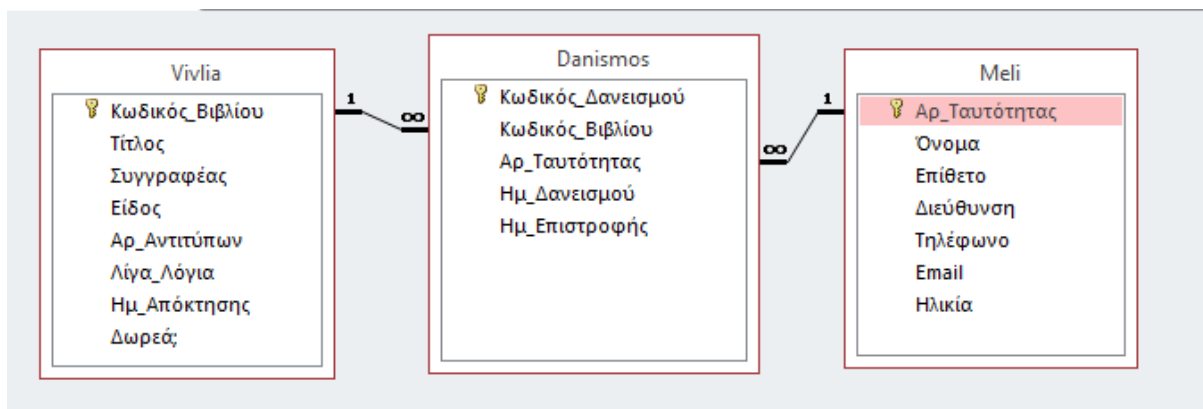 Vivlia
Κωδικός_Βιβλίου
Τίτλος
Συγγραφέας
Είδος
Αρ_Αντιτύπων
Λίγα_Λόγια
Ημ_Απόκτησης
Δωρεά;
1
∞
Danismos
Κωδικός_Δανεισμού
Κωδικός_Βιβλίου
Αρ_Ταυτότητας
Ημ_Δανεισμού
Ημ_Επιστροφής
∞
1
Meli
Αρ_Ταυτότητας
Όνομα
Επίθετο
Διεύθυνση
Τηλέφωνο
Email
Ηλικία